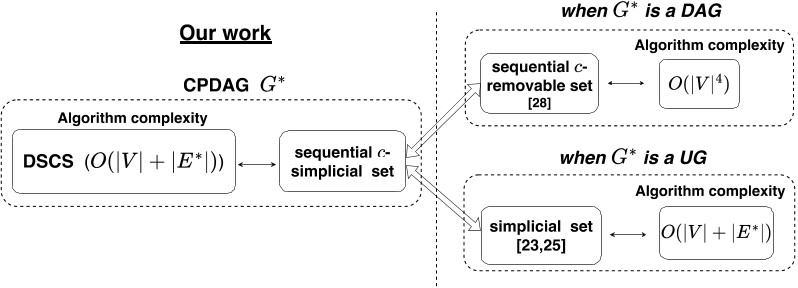 Our work
CPDAG G*
Algorithm complexity
DSCS (O(|V| + |E*|))
sequential c-
simplicial set
when G* is a DAG
Algorithm complexity
sequential c-
removable set
[28]
O(|V|⁴)
when G* is a UG
Algorithm complexity
simplicial set
[23,25]
O(|V| + |E*|)